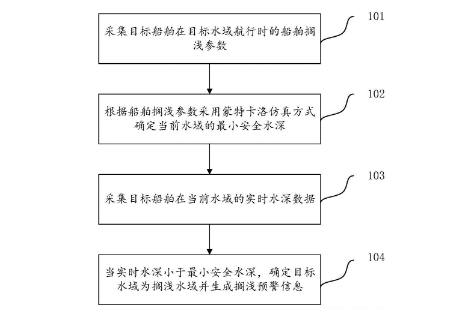 采集目标船舶在目标水域航行时的船舶搁
浅参数
101
根据船舶搁浅参数采用蒙特卡洛仿真方式
确定当前水域的最小安全水深
102
采集目标船舶在当前水域的实时水深数据
103
当实时水深小于最小安全水深，确定目标
水域为搁浅水域并生成搁浅预警信息
104